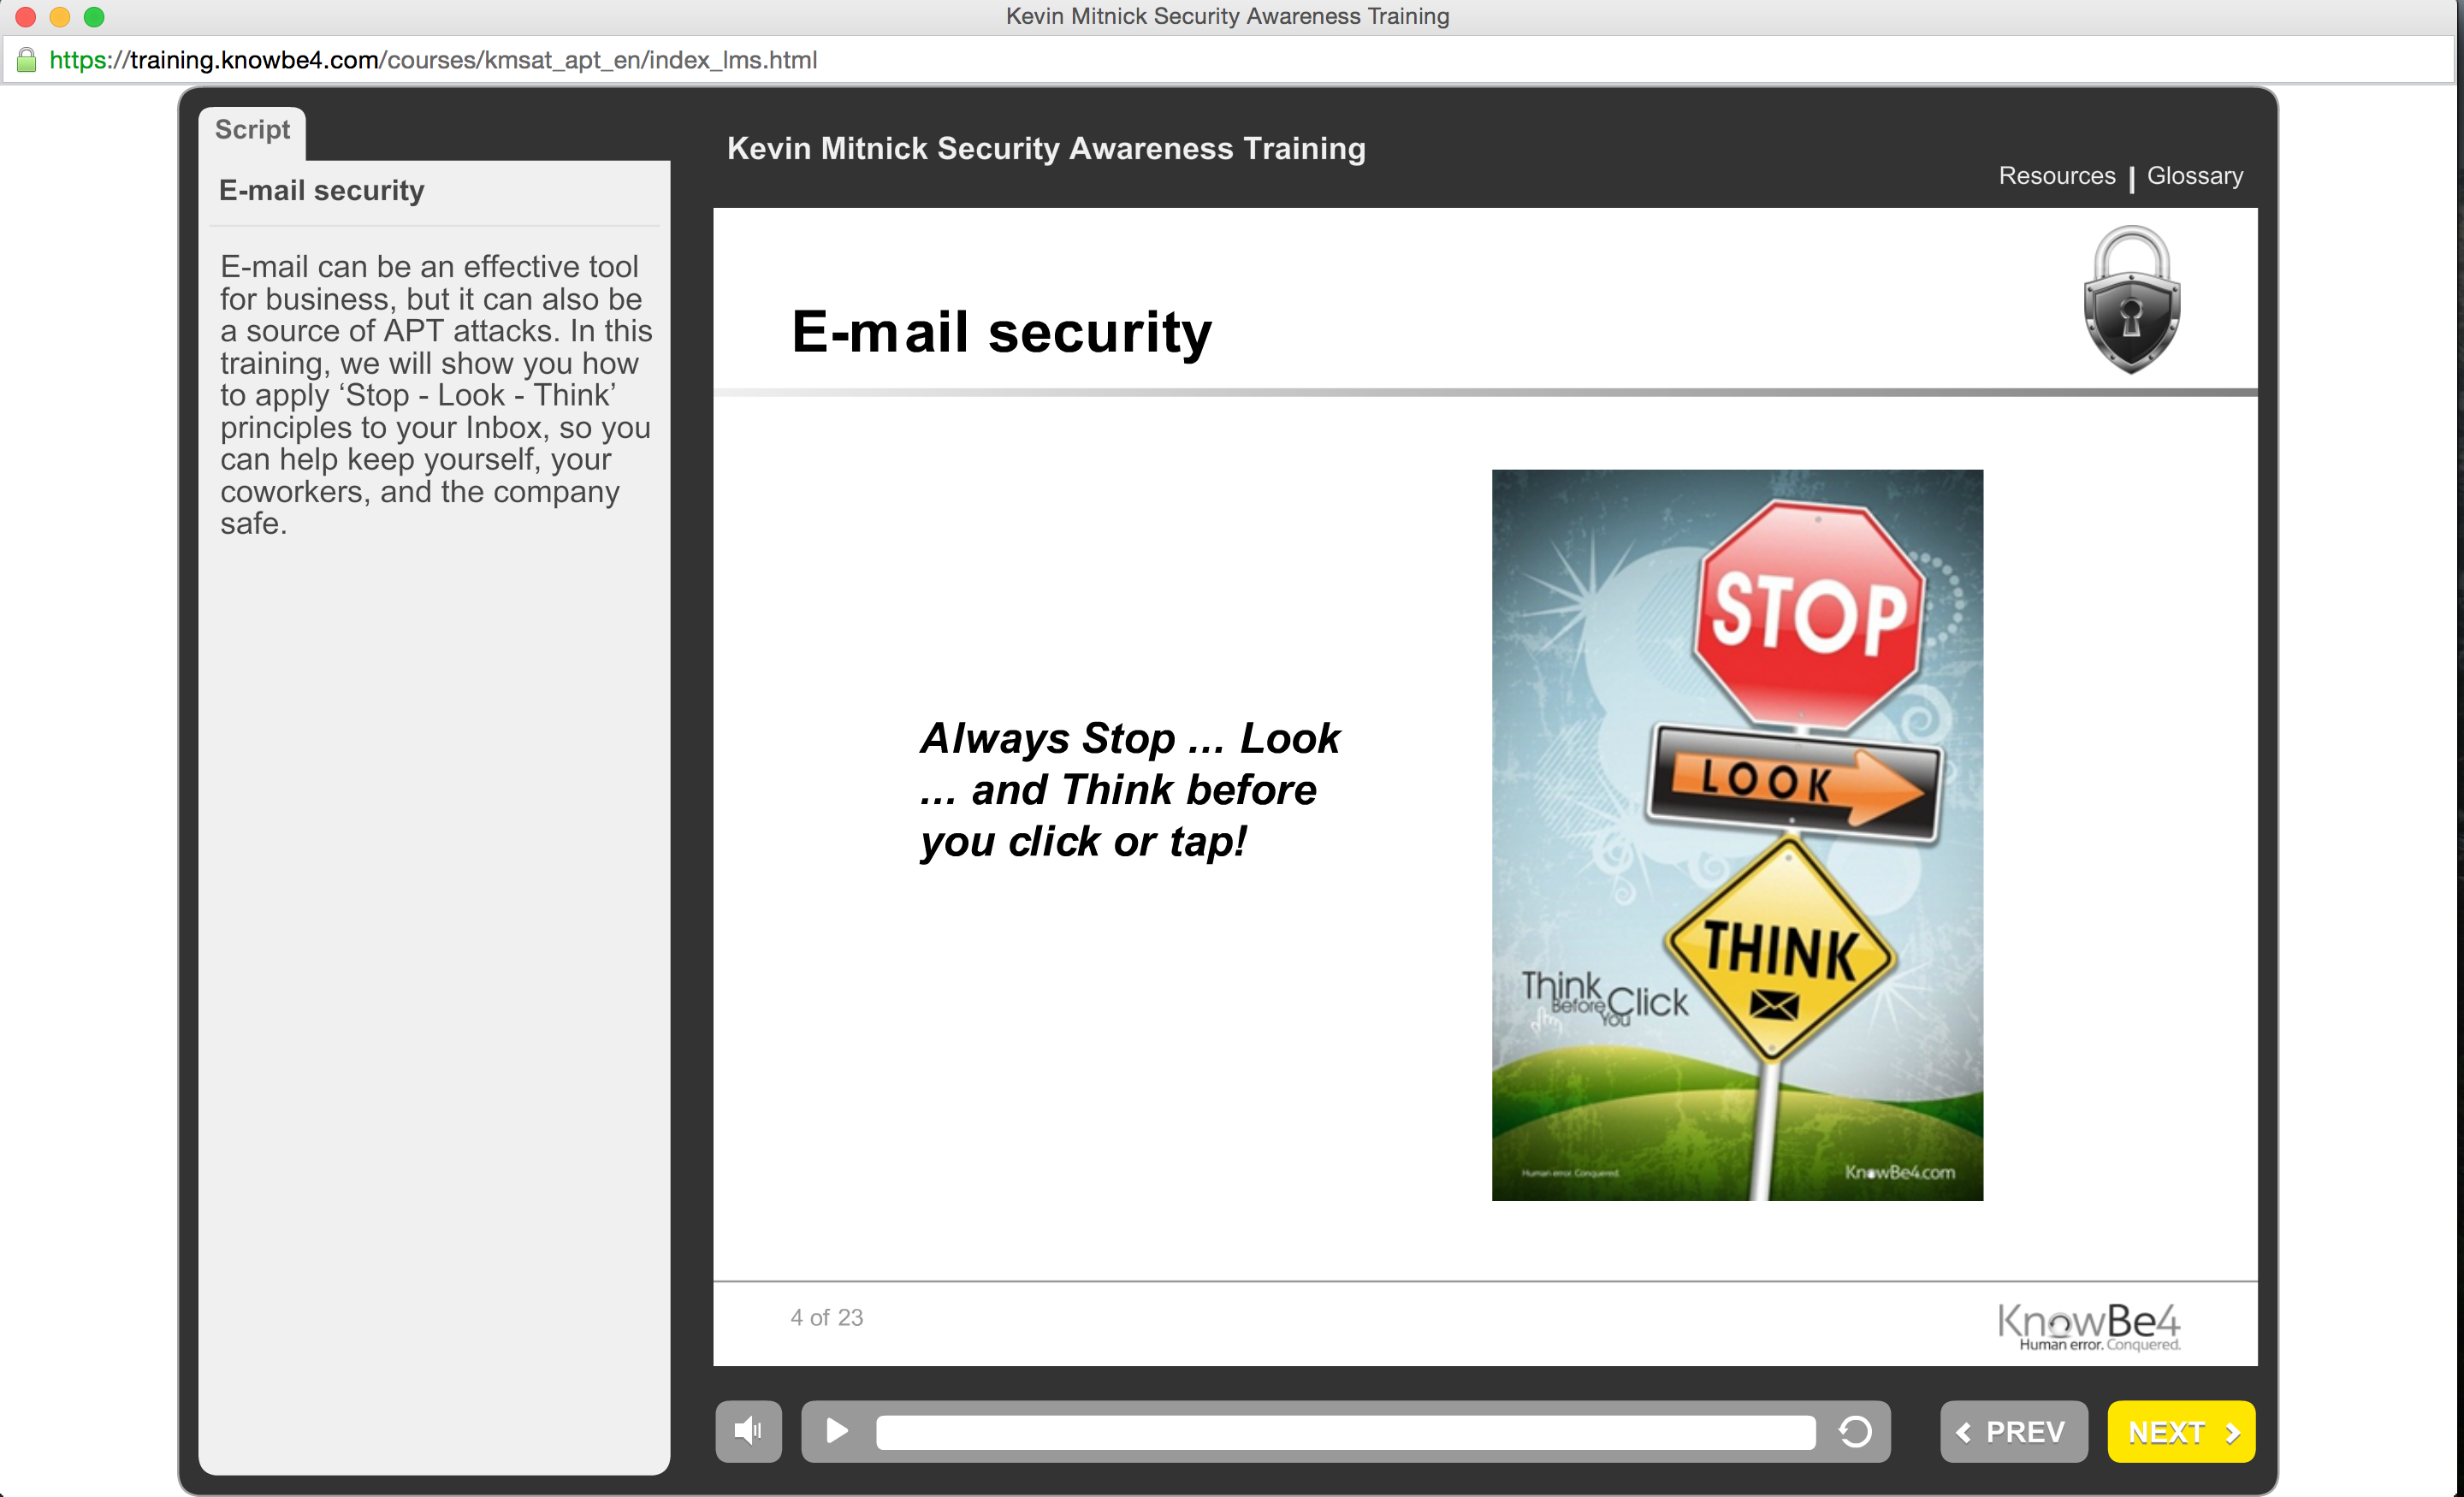 Kevin Mitnick Security Awareness Training
https://training.knowbe4.com/courses/kmsat_apt_en/index_lms.html
Script
E-mail security
E-mail can be an effective tool
for business, but it can also be
a source of APT attacks. In this
training, we will show you how
to apply ‘Stop - Look - Think’
principles to your Inbox, so you
can help keep yourself, your
coworkers, and the company
safe.
Kevin Mitnick Security Awareness Training
Resources | Glossary
E-mail security
Always Stop ... Look
... and Think before
you click or tap!
STOP
LOOK
THINK
Think
Before
You
Click
Human error. Conquered.
KnowBe4.com
4 of 23
KnowBe4
Human error. Conquered.
PREV
NEXT